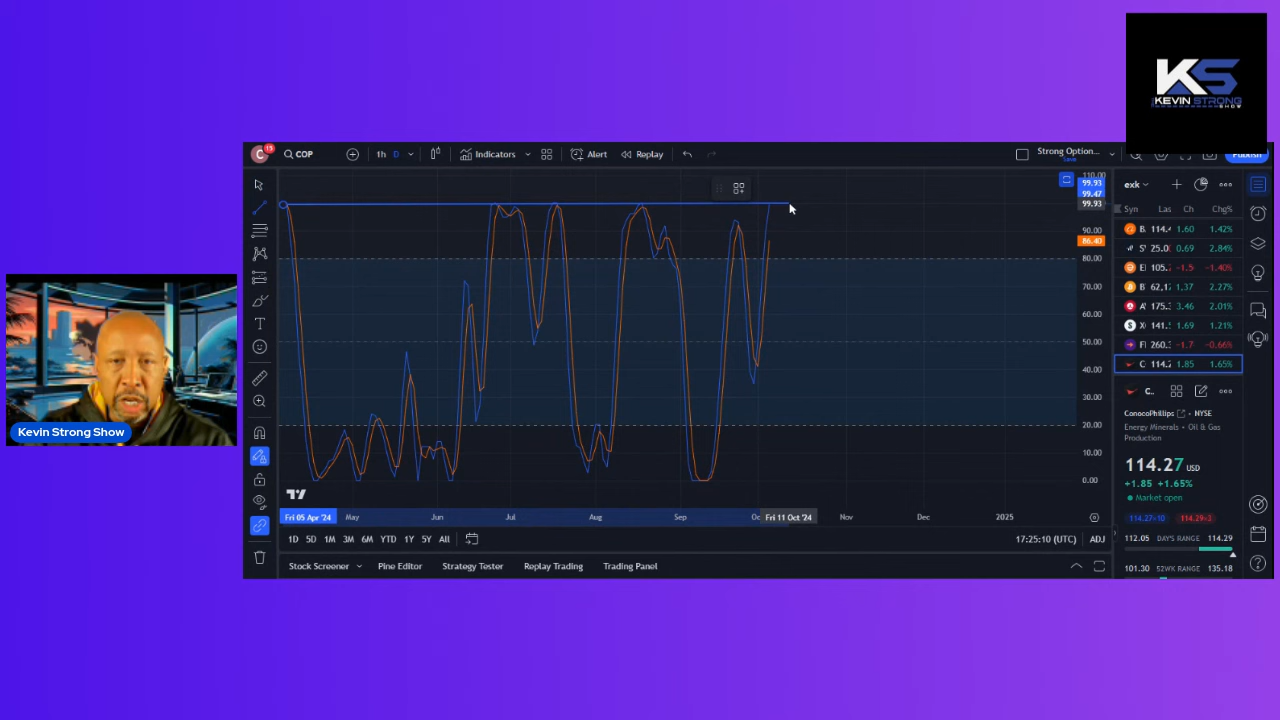 KS
KEVIN STRONG
SHOW
C 15 COP 1h D Indicators Alert Replay Strong Option... Save Publish
110.00
99.93
99.47
99.93
90.00
86.40
80.00
70.00
60.00
50.00
40.00
30.00
20.00
10.00
0.00
Fri 05 Apr '24 May Jun Jul Aug Sep Oc Fri 11 Oct '24 Nov Dec 2025
1D 5D 1M 3M 6M YTD 1Y 5Y All 17:25:10 (UTC) ADJ
Stock Screener Pine Editor Strategy Tester Replay Trading Trading Panel
exk
Syn Las Ch Chg%
114.4 1.60 1.42%
25.0 0.69 2.84%
105. -1.5 -1.40%
62,1 1,37 2.27%
175. 3.46 2.01%
141. 1.69 1.21%
260. -1.7 -0.66%
C 114.2 1.85 1.65%
C..
ConocoPhillips • NYSE
Energy Minerals • Oil & Gas
Production
114.27 USD
+1.85 +1.65%
Market open
114.27×10 114.29×3
112.05 DAY'S RANGE 114.29
101.30 52WK RANGE 135.18
Kevin Strong Show